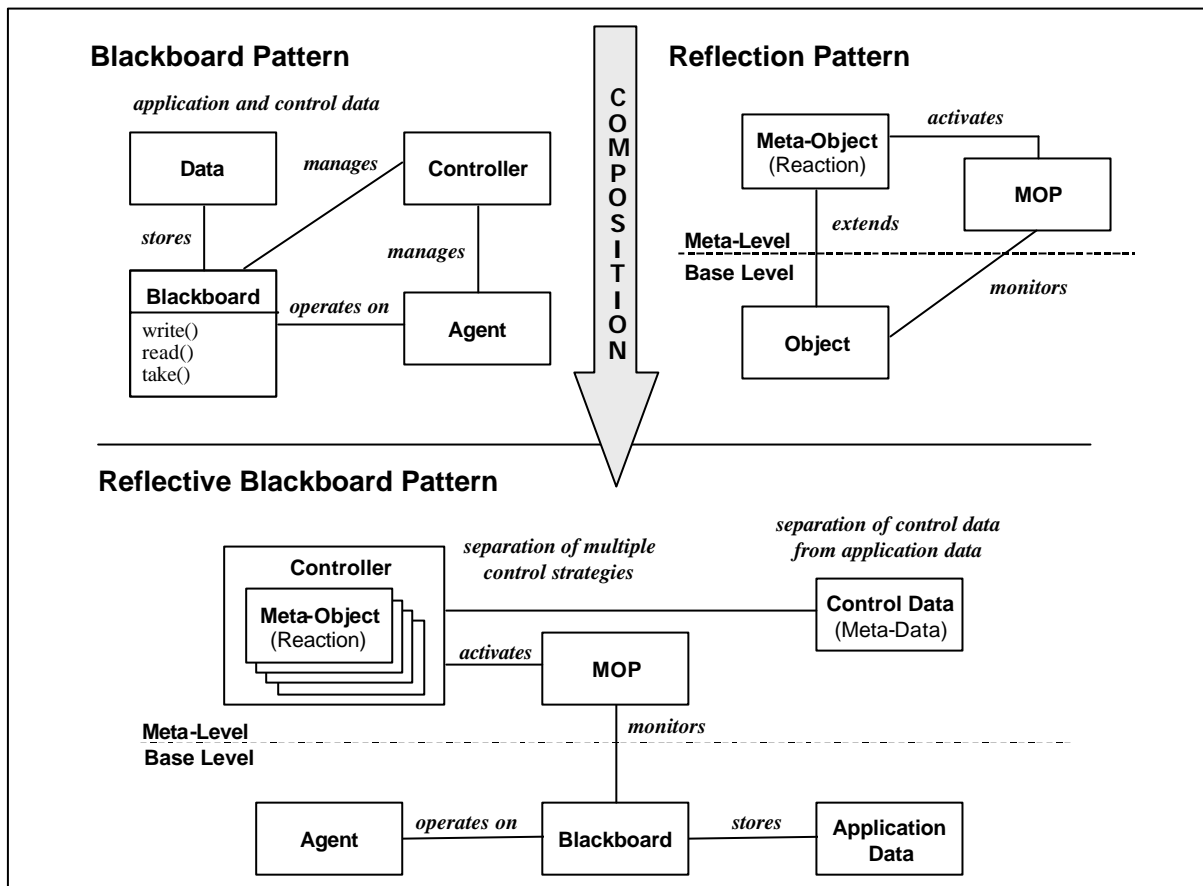 Blackboard Pattern
application and control data
Data
manages
Controller
stores
manages
Blackboard
write()
read()
take()
operates on
Agent
COMPOSITION
Reflection Pattern
activates
Meta-Object
(Reaction)
MOP
extends
Meta-Level
Base Level
monitors
Object
Reflective Blackboard Pattern
separation of multiple
control strategies
separation of control data
from application data
Controller
Meta-Object
(Reaction)
Control Data
(Meta-Data)
activates
MOP
monitors
Meta-Level
Base Level
Agent
operates on
Blackboard
stores
Application
Data